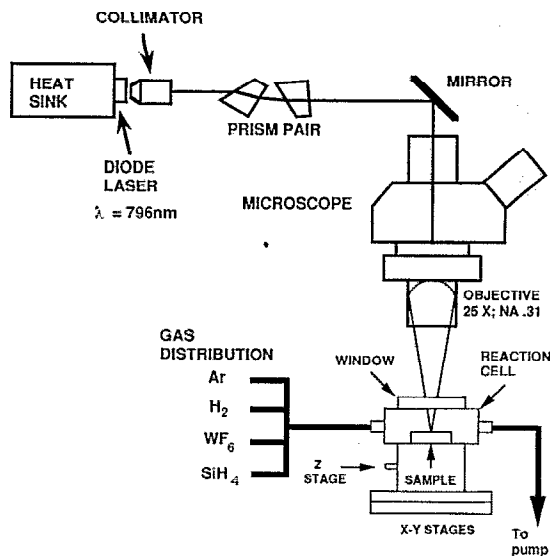 COLLIMATOR
HEAT
SINK
MIRROR
PRISM PAIR
DIODE
LASER
λ = 796nm
MICROSCOPE
OBJECTIVE
25 X; NA .31
GAS
DISTRIBUTION
WINDOW
REACTION
CELL
Ar
H2
WF6
SiH4
Z
STAGE
SAMPLE
X-Y STAGES
To
pump